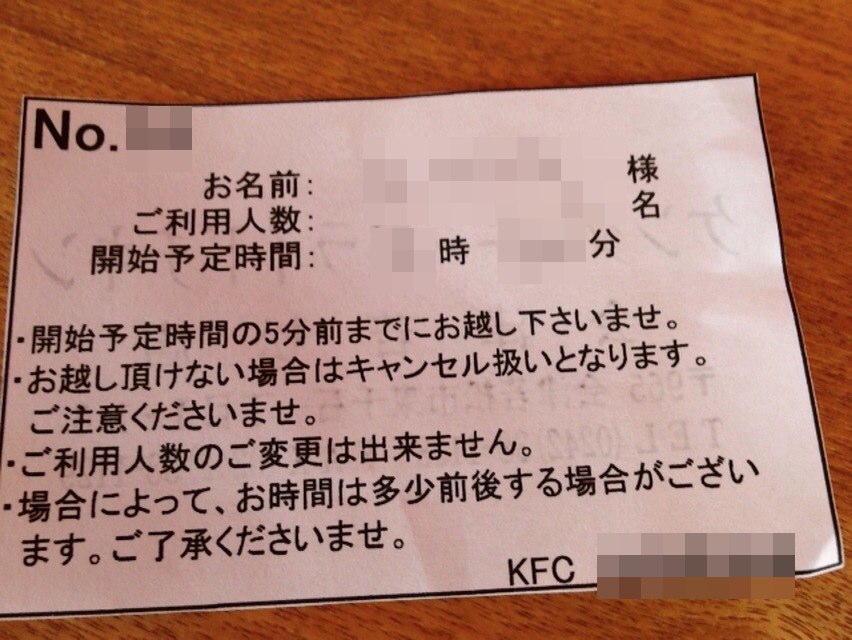 No.
お名前: 様
ご利用人数: 名
開始予定時間: 時 分
・開始予定時間の5分前までにお越し下さいませ。
・お越し頂けない場合はキャンセル扱いとなります。
ご注意くださいませ。
・ご利用人数のご変更は出来ません。
・場合によって、お時間は多少前後する場合がござい
ます。ご了承くださいませ。
KFC